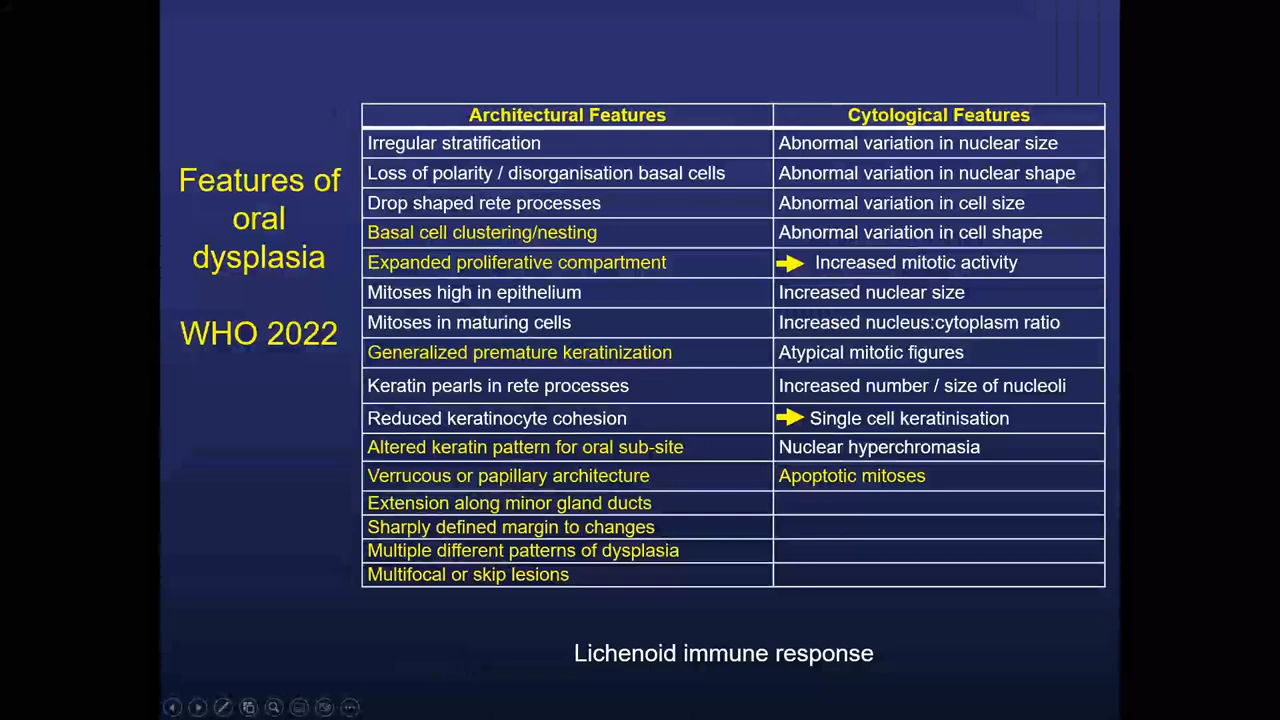 Features of
oral
dysplasia
WHO 2022
Architectural Features Cytological Features
Irregular stratification Abnormal variation in nuclear size
Loss of polarity / disorganisation basal cells Abnormal variation in nuclear shape
Drop shaped rete processes Abnormal variation in cell size
Basal cell clustering/nesting Abnormal variation in cell shape
Expanded proliferative compartment Increased mitotic activity
Mitoses high in epithelium Increased nuclear size
Mitoses in maturing cells Increased nucleus:cytoplasm ratio
Generalized premature keratinization Atypical mitotic figures
Keratin pearls in rete processes Increased number / size of nucleoli
Reduced keratinocyte cohesion Single cell keratinisation
Altered keratin pattern for oral sub-site Nuclear hyperchromasia
Verrucous or papillary architecture Apoptotic mitoses
Extension along minor gland ducts
Sharply defined margin to changes
Multiple different patterns of dysplasia
Multifocal or skip lesions
Lichenoid immune response